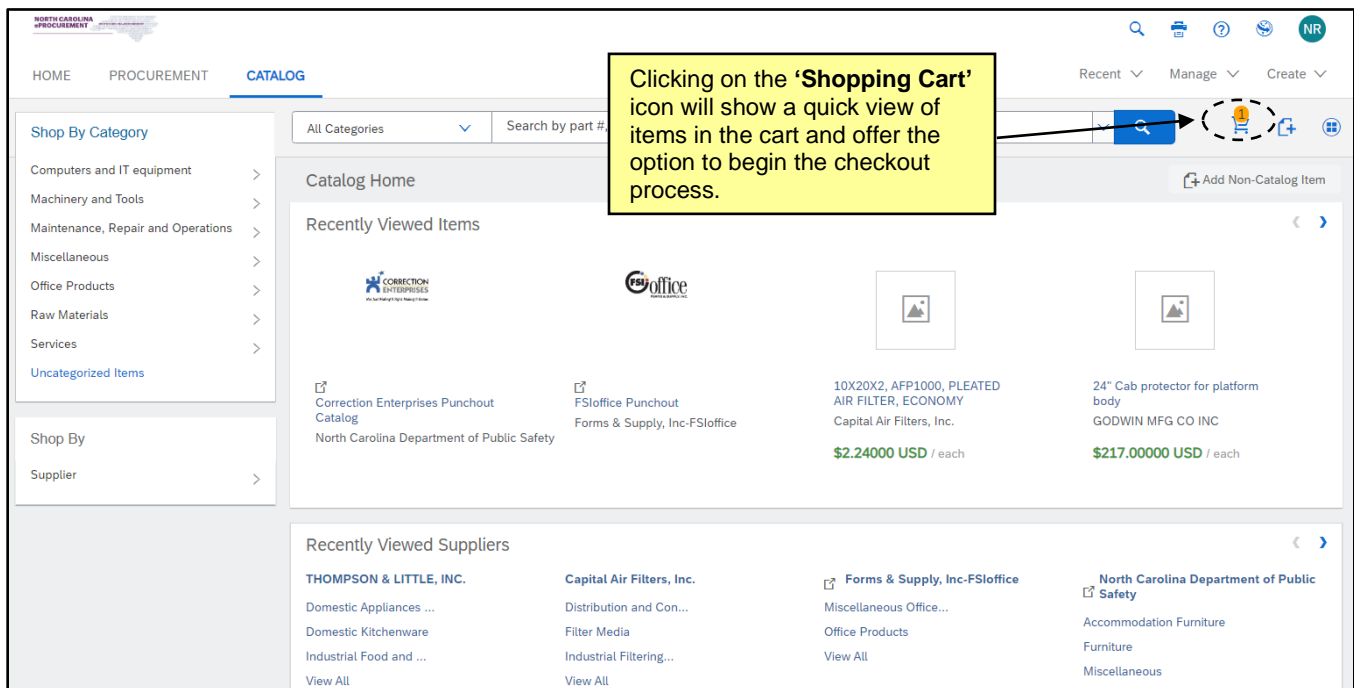 NORTH CAROLINA
ePROCUREMENT
NR
HOME PROCUREMENT CATALOG
Recent Manage Create
Clicking on the ‘Shopping Cart’
icon will show a quick view of
items in the cart and offer the
option to begin the checkout
process.
All Categories
Search by part #,
1
Shop By Category
Computers and IT equipment
Machinery and Tools
Maintenance, Repair and Operations
Miscellaneous
Office Products
Raw Materials
Services
Uncategorized Items
Shop By
Supplier
Catalog Home
Add Non-Catalog Item
Recently Viewed Items
CORRECTION
ENTERPRISES
Correction Enterprises Punchout
Catalog
North Carolina Department of Public Safety
FSI office
FORMS & SUPPLY, INC.
FSIoffice Punchout
Forms & Supply, Inc-FSIoffice
10X20X2, AFP1000, PLEATED
AIR FILTER, ECONOMY
Capital Air Filters, Inc.
$2.24000 USD / each
24" Cab protector for platform
body
GODWIN MFG CO INC
$217.00000 USD / each
Recently Viewed Suppliers
THOMPSON & LITTLE, INC.
Domestic Appliances ...
Domestic Kitchenware
Industrial Food and ...
View All
Capital Air Filters, Inc.
Distribution and Con...
Filter Media
Industrial Filtering...
View All
Forms & Supply, Inc-FSIoffice
Miscellaneous Office...
Office Products
View All
North Carolina Department of Public
Safety
Accommodation Furniture
Furniture
Miscellaneous